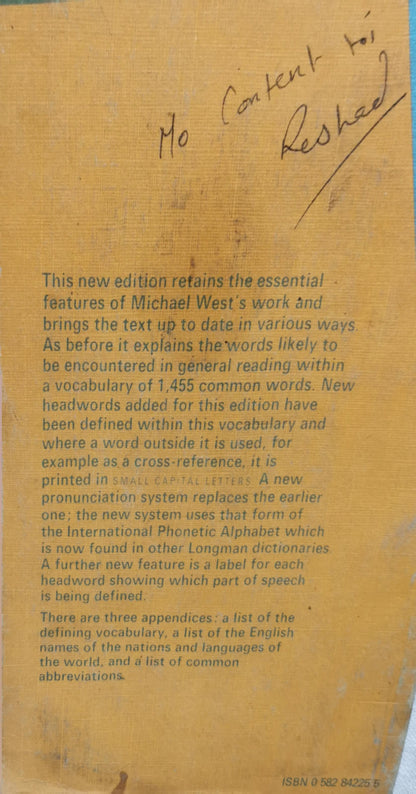 Mo Content for
Reshad
This new edition retains the essential
features of Michael West's work and
brings the text up to date in various ways.
As before it explains the words likely to
be encountered in general reading within
a vocabulary of 1,455 common words. New
headwords added for this edition have
been defined within this vocabulary and
where a word outside it is used, for
example as a cross-reference, it is
printed in SMALL CAPITAL LETTERS A new
pronunciation system replaces the earlier
one; the new system uses that form of
the International Phonetic Alphabet which
is now found in other Longman dictionaries.
A further new feature is a label for each
headword showing which part of speech
is being defined.
There are three appendices: a list of the
defining vocabulary, a list of the English
names of the nations and languages of
the world, and a list of common
abbreviations.
ISBN 0 582 84225 5